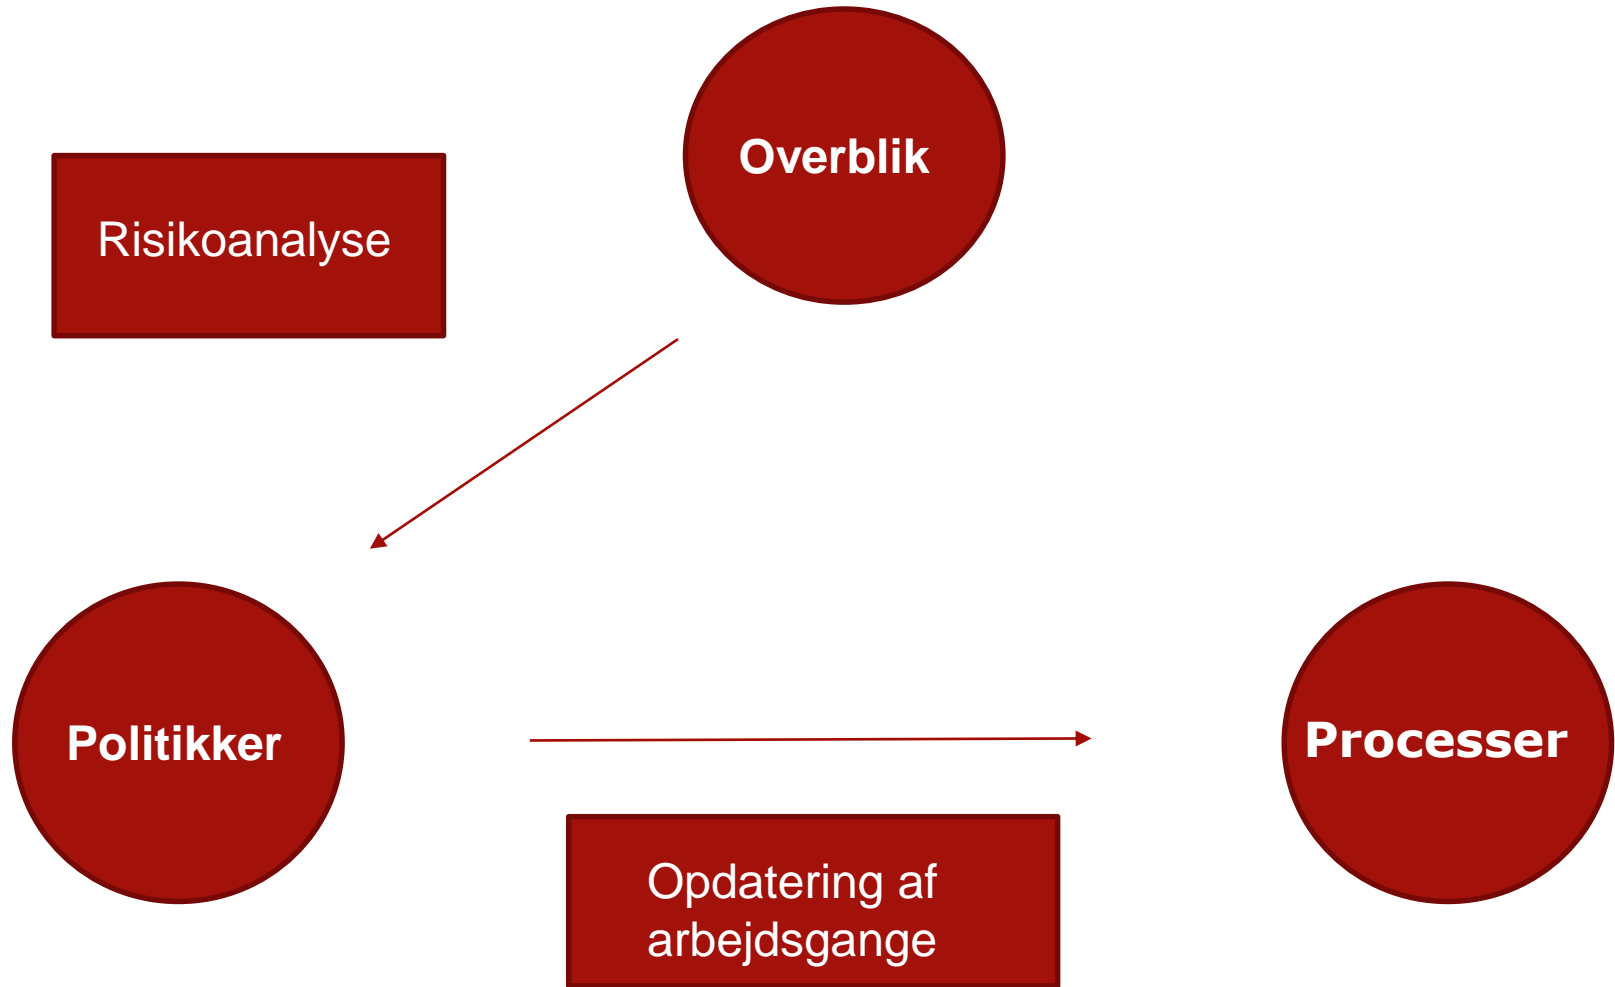 Overblik
Risikoanalyse
Politikker
Processer
Opdatering af
arbejdsgange